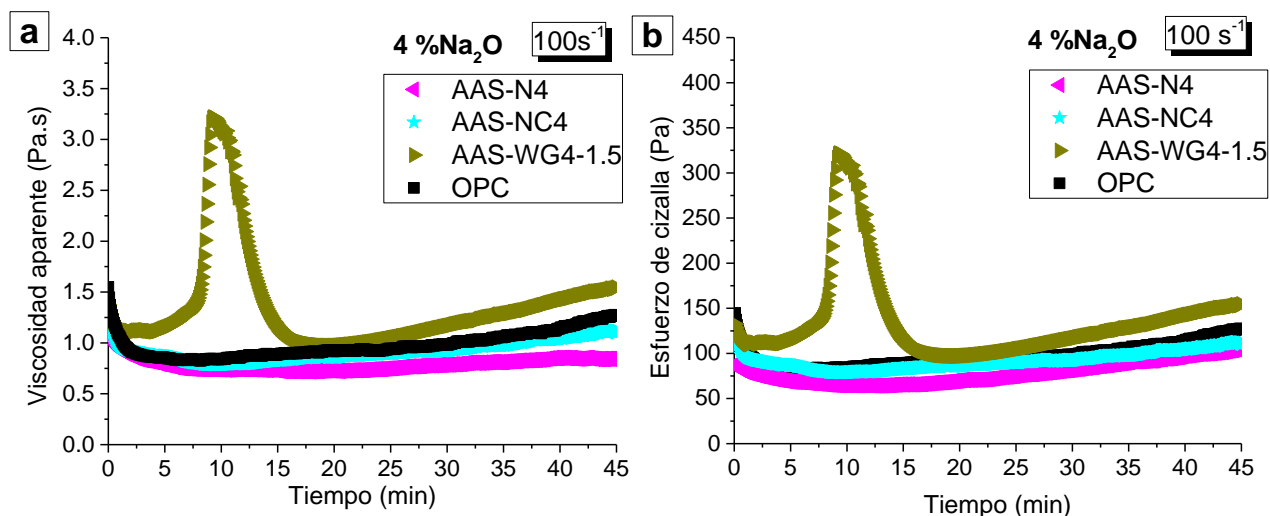 a
4 %Na₂O
100s⁻¹
AAS-N4
AAS-NC4
AAS-WG4-1.5
OPC
Viscosidad aparente (Pa.s)
4.0
3.5
3.0
2.5
2.0
1.5
1.0
0.5
0.0
0 5 10 15 20 25 30 35 40 45
Tiempo (min)
b
4 %Na₂O
100 s⁻¹
AAS-N4
AAS-NC4
AAS-WG4-1.5
OPC
Esfuerzo de cizalla (Pa)
450
400
350
300
250
200
150
100
50
0
0 5 10 15 20 25 30 35 40 45
Tiempo (min)